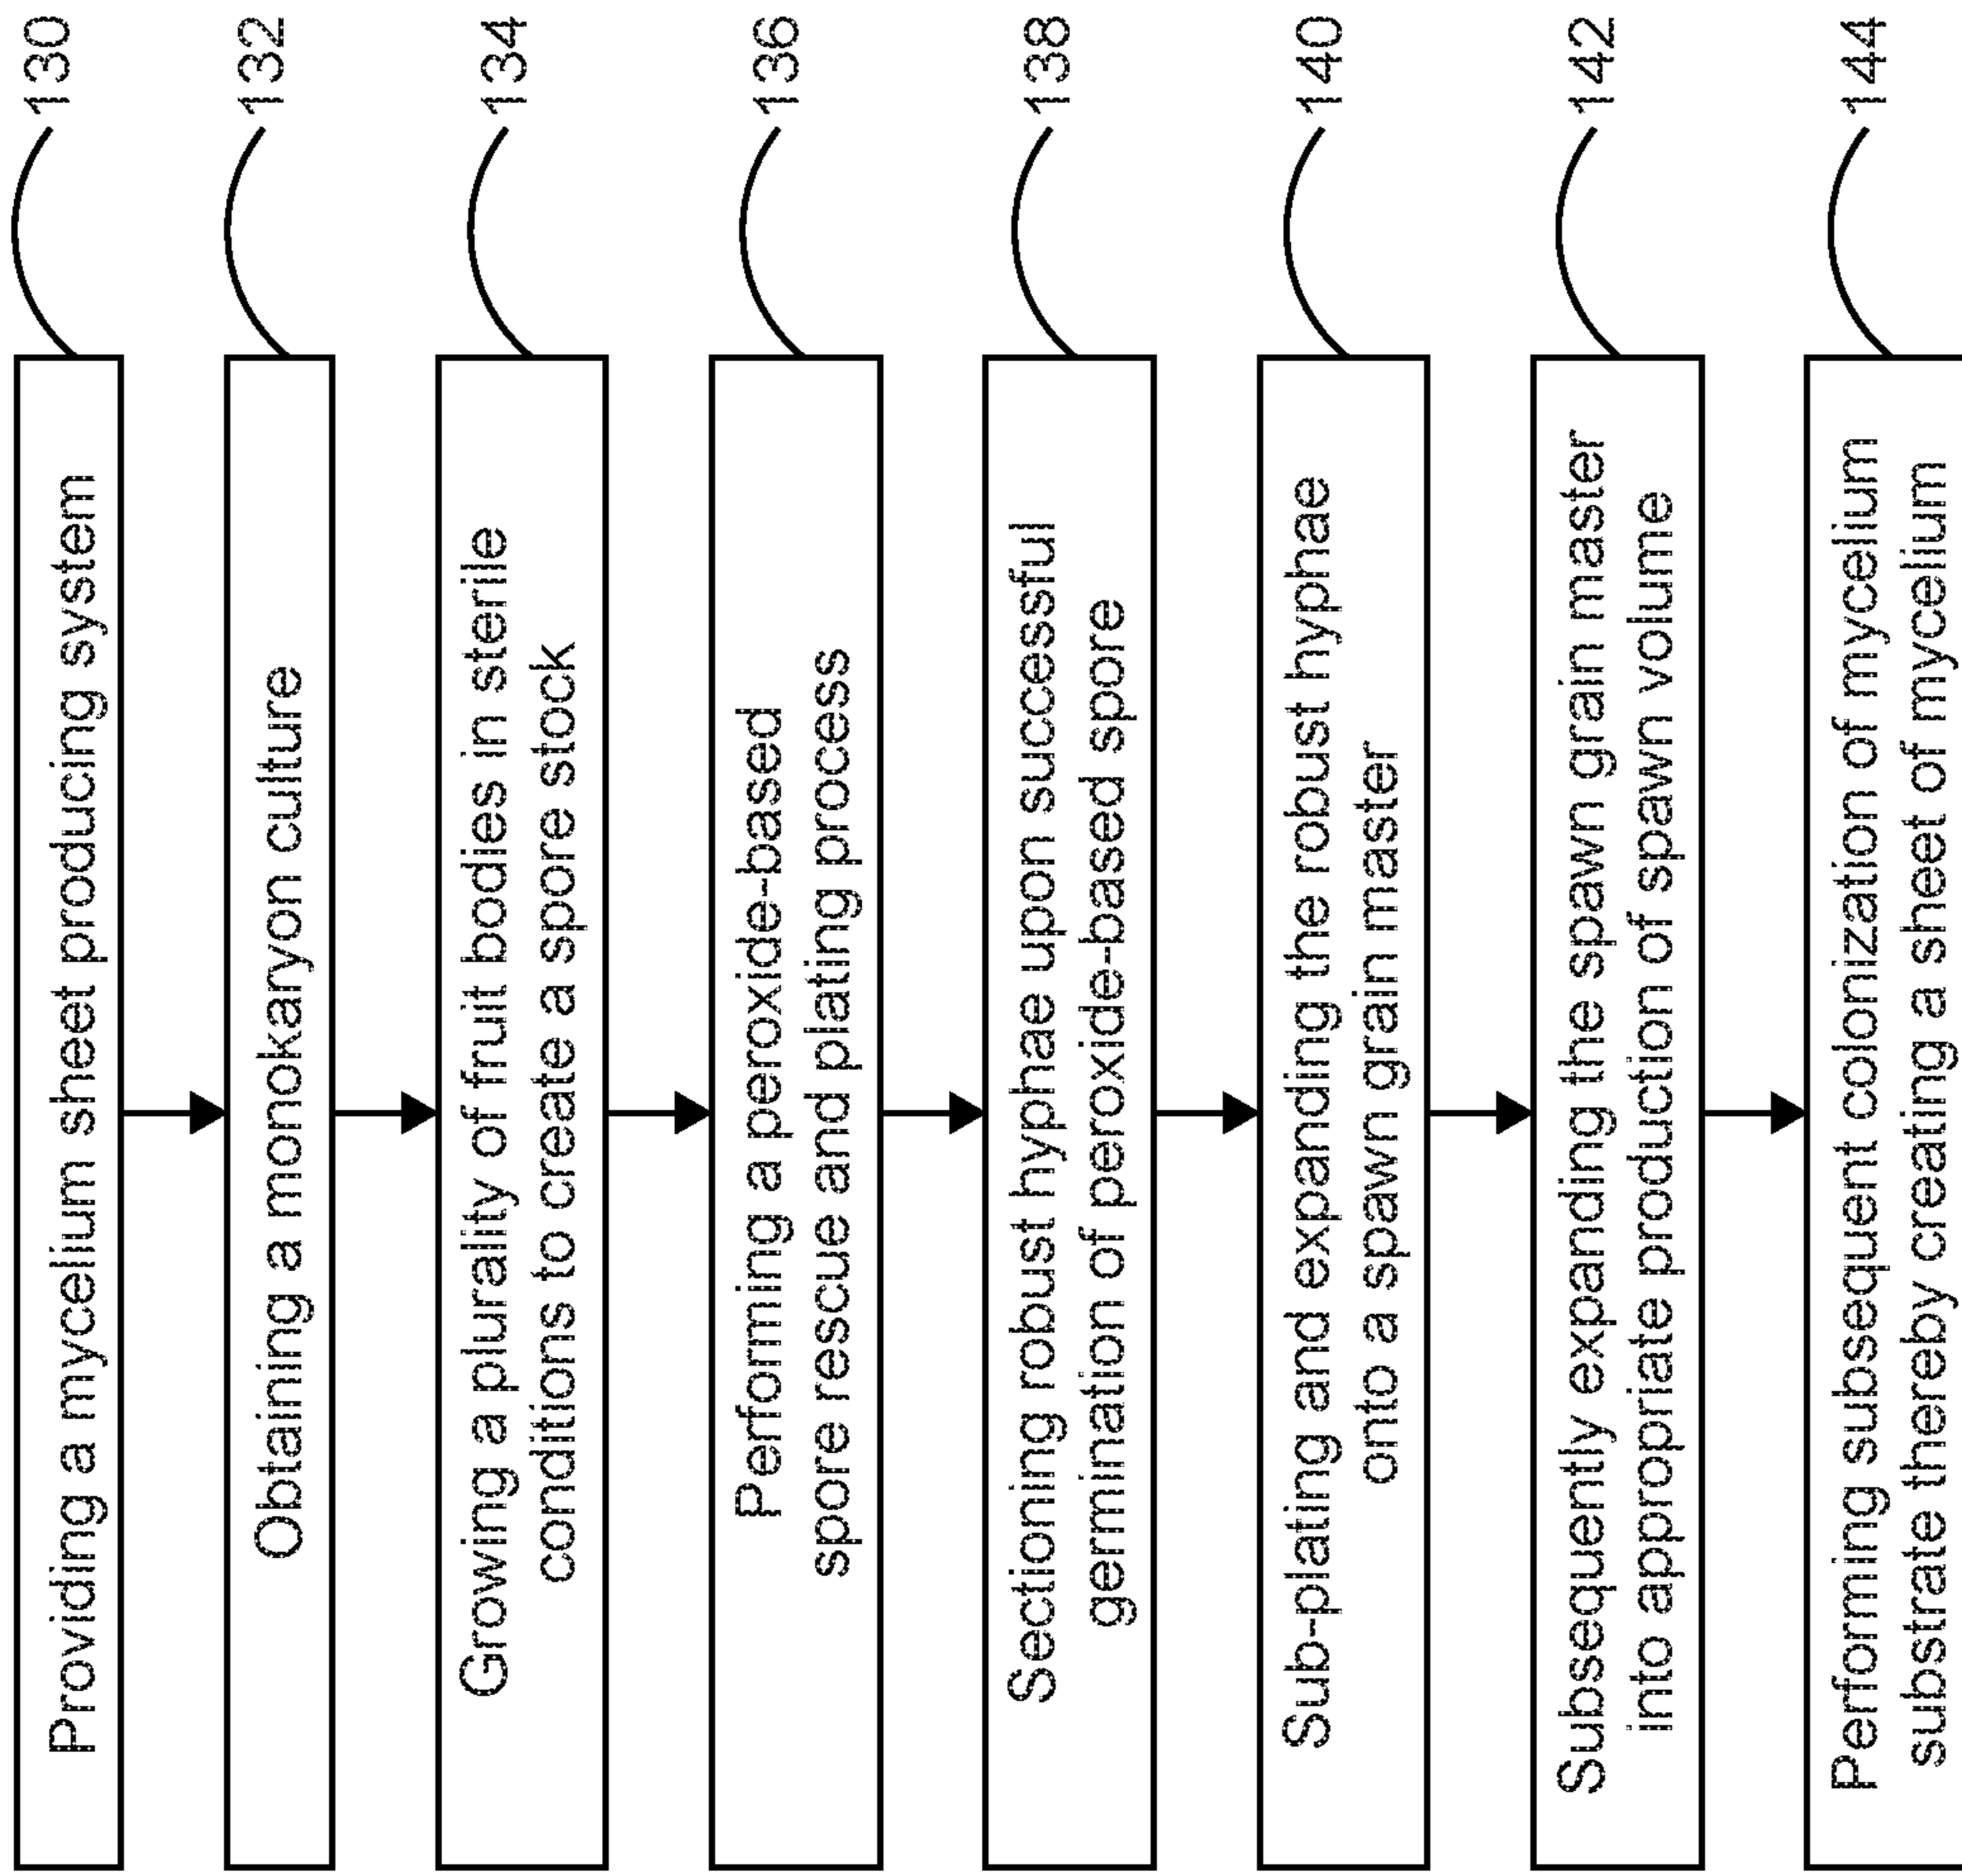 Providing a mycelium sheet producing system
130
Obtaining a monokaryon culture
132
Growing a plurality of fruit bodies in sterile
conditions to create a spore stock
134
Performing a peroxide-based
spore rescue and plating process
136
Sectioning robust hyphae upon successful
germination of peroxide-based spore
138
Sub-plating and expanding the robust hyphae
onto a spawn grain master
140
Subsequently expanding the spawn grain master
into appropriate production of spawn volume
142
Performing subsequent colonization of mycelium
substrate thereby creating a sheet of mycelium
144